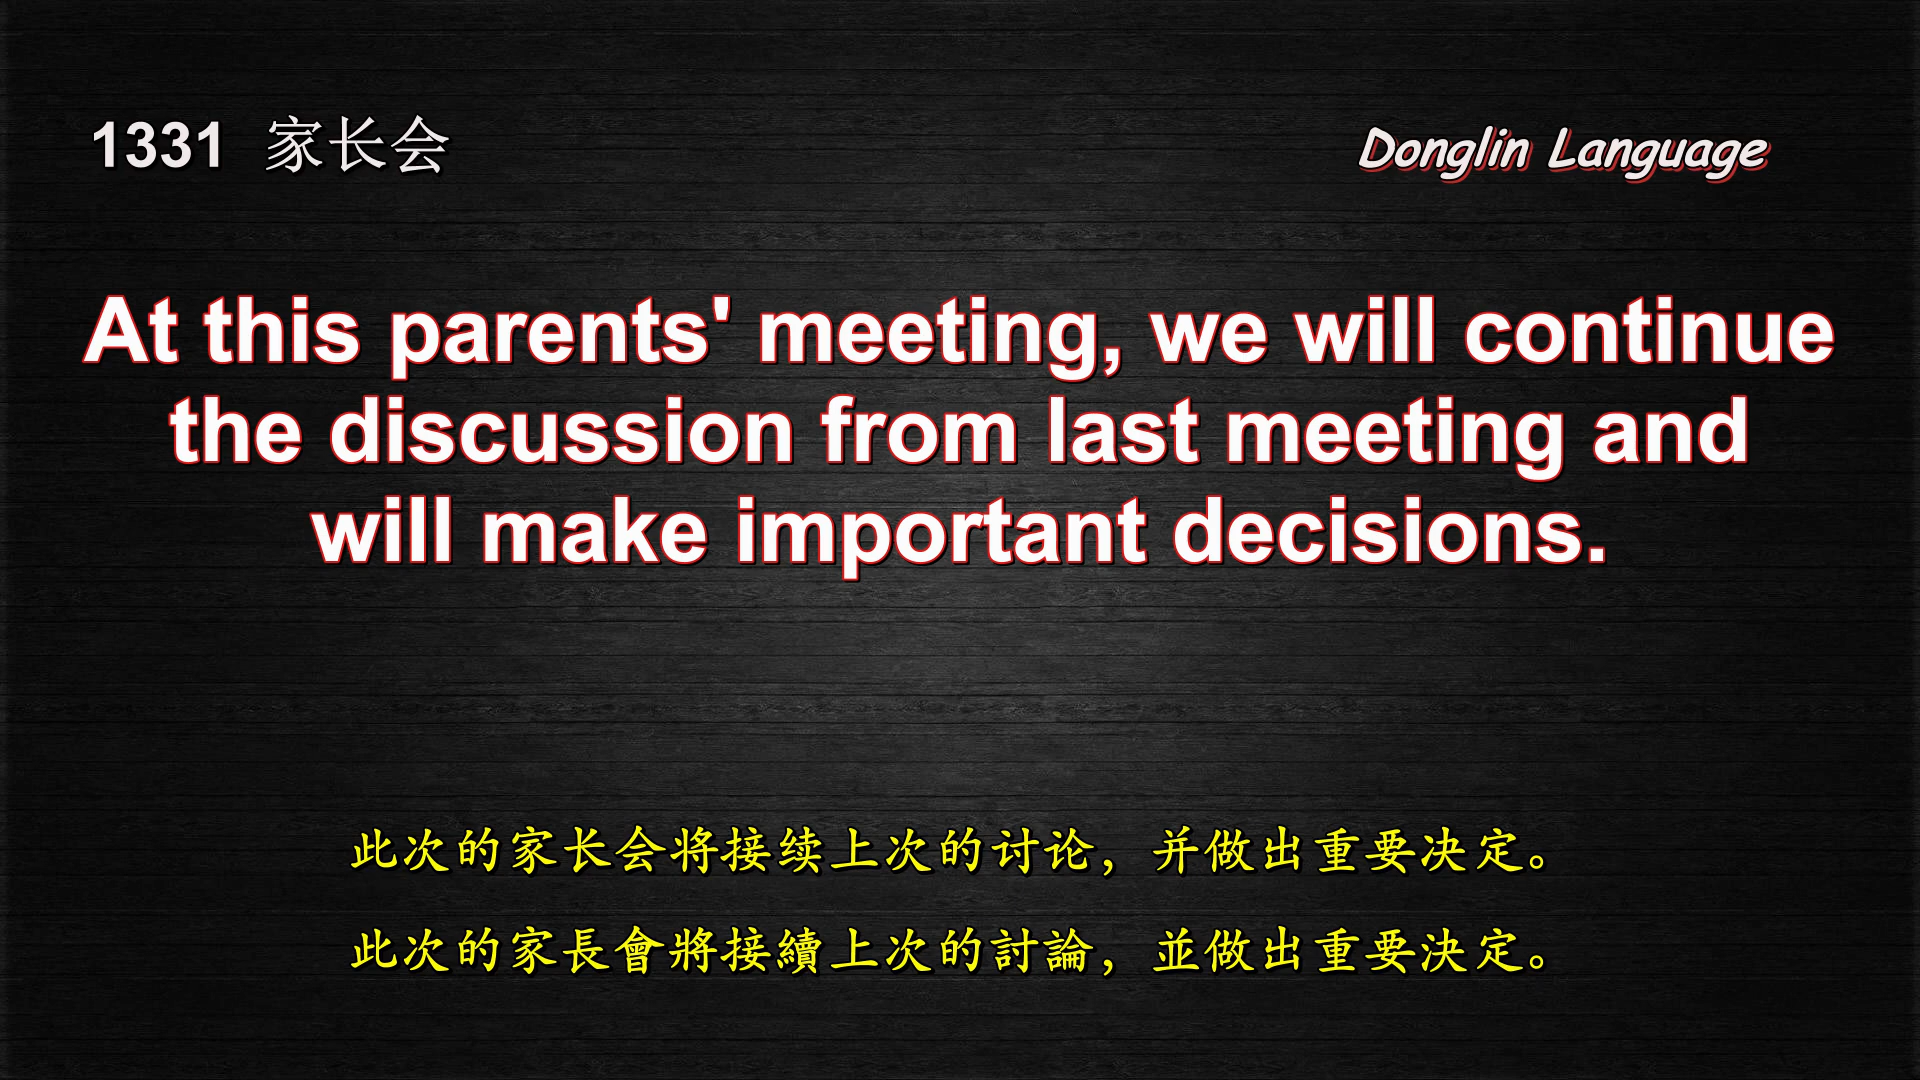 1331 家长会
Donglin Language
At this parents' meeting, we will continue
the discussion from last meeting and
will make important decisions.
此次的家长会将接续上次的讨论，并做出重要决定。
此次的家長會將接續上次的討論，並做出重要決定。